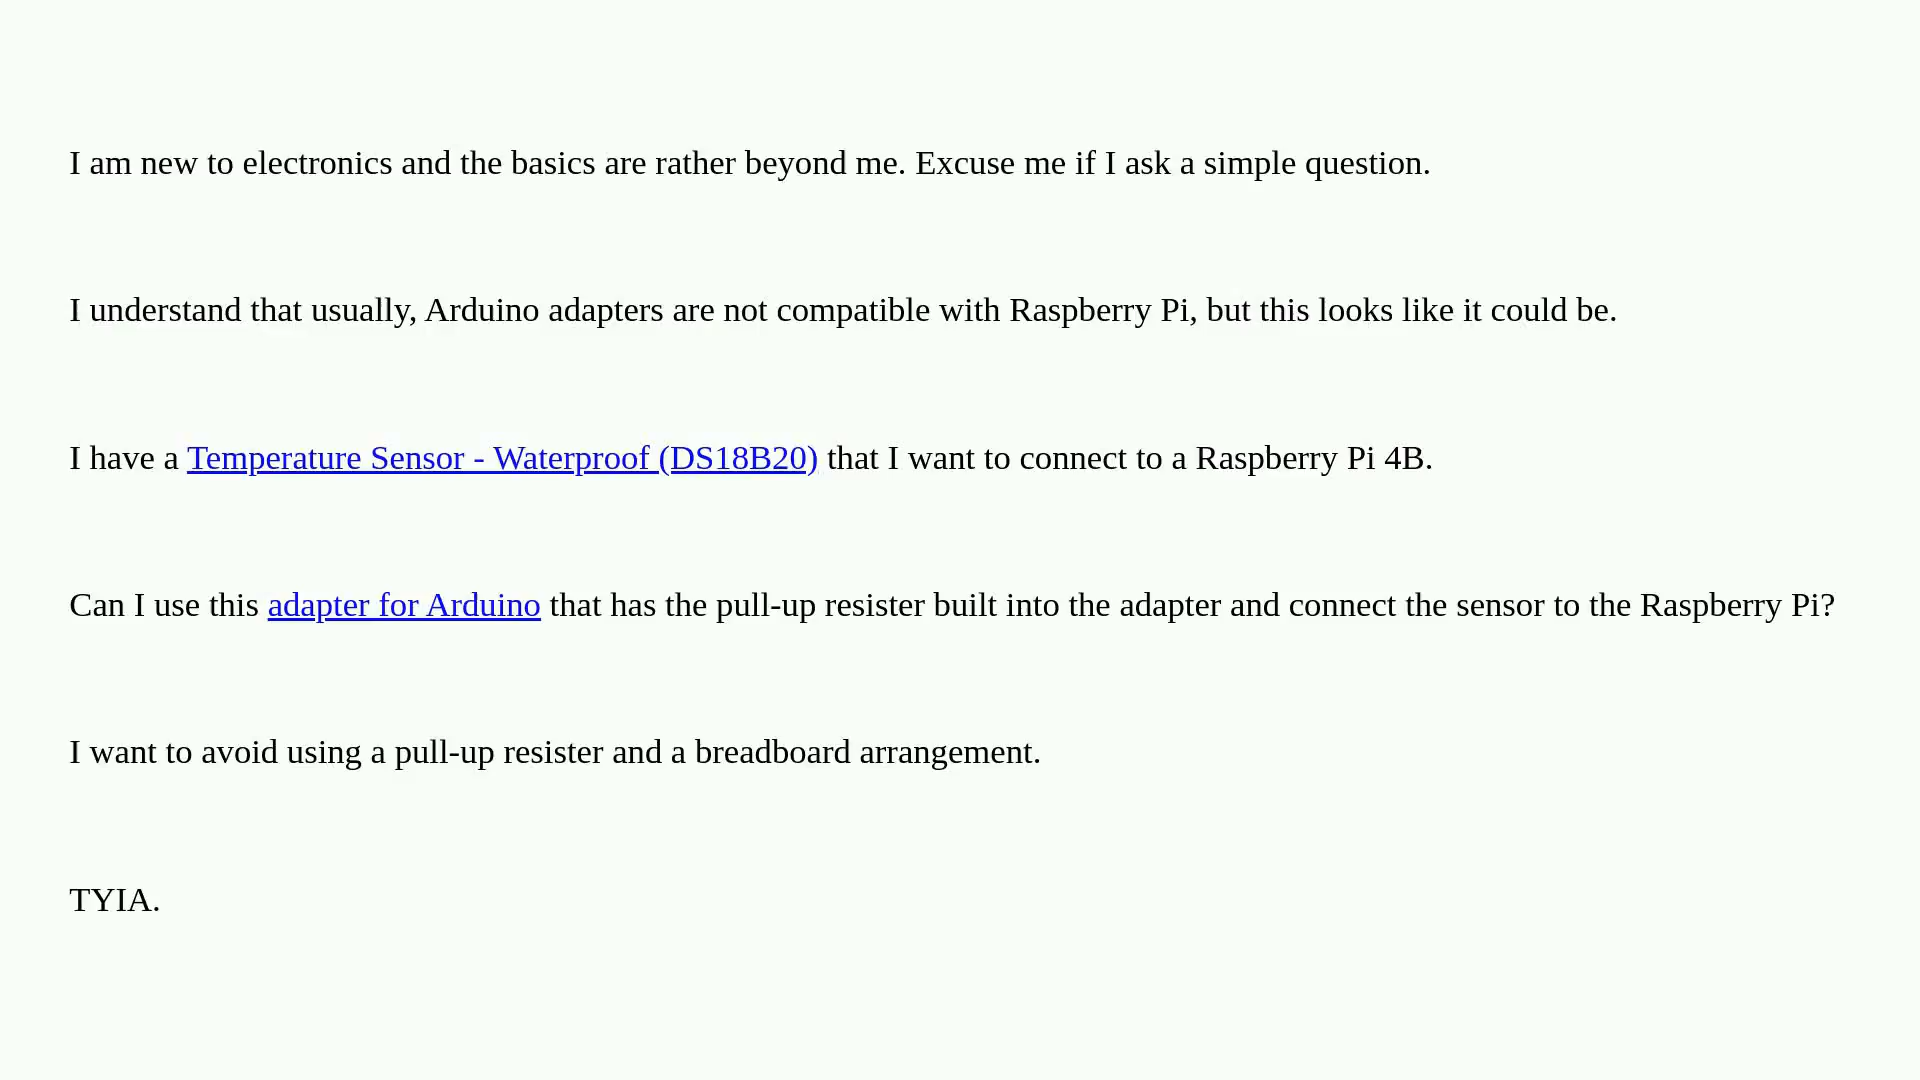 I am new to electronics and the basics are rather beyond me. Excuse me if I ask a simple question.
I understand that usually, Arduino adapters are not compatible with Raspberry Pi, but this looks like it could be.
I have a Temperature Sensor - Waterproof (DS18B20) that I want to connect to a Raspberry Pi 4B.
Can I use this adapter for Arduino that has the pull-up resister built into the adapter and connect the sensor to the Raspberry Pi?
I want to avoid using a pull-up resister and a breadboard arrangement.
TYIA.